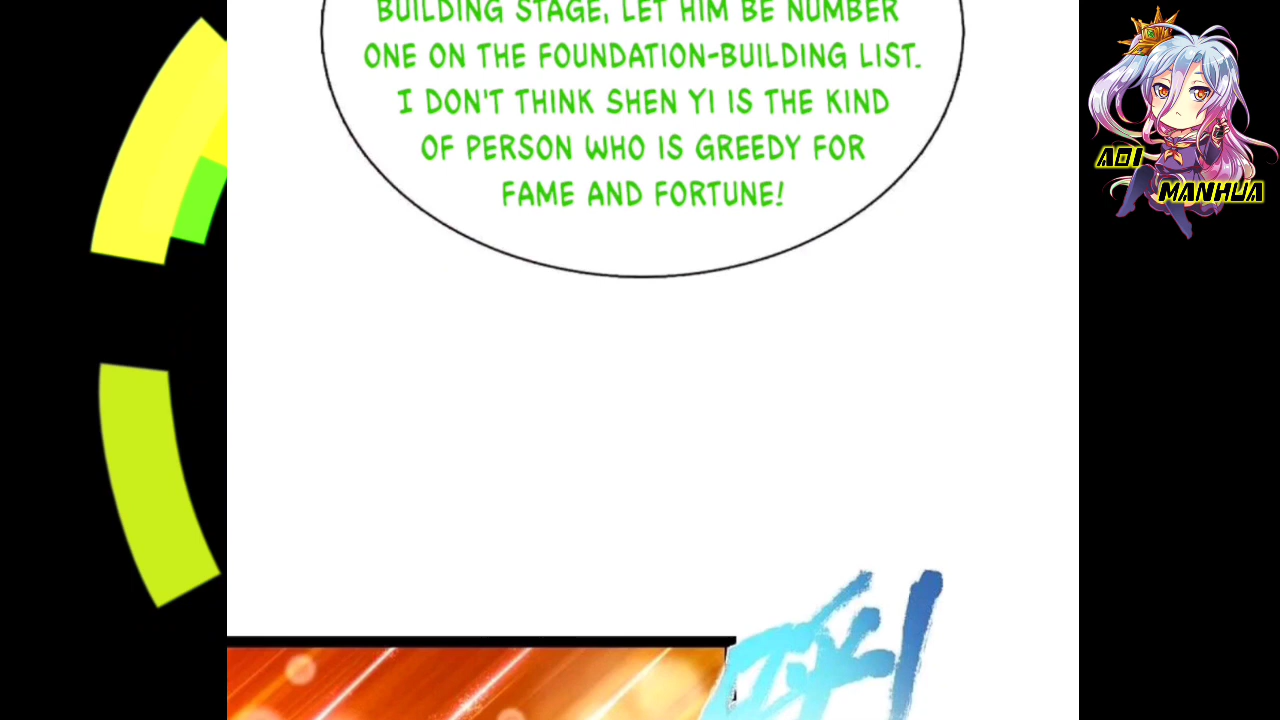 BUILDING STAGE, LET HIM BE NUMBER
ONE ON THE FOUNDATION-BUILDING LIST.
I DON'T THINK SHEN YI IS THE KIND
OF PERSON WHO IS GREEDY FOR
FAME AND FORTUNE!
AOI
MANHUA